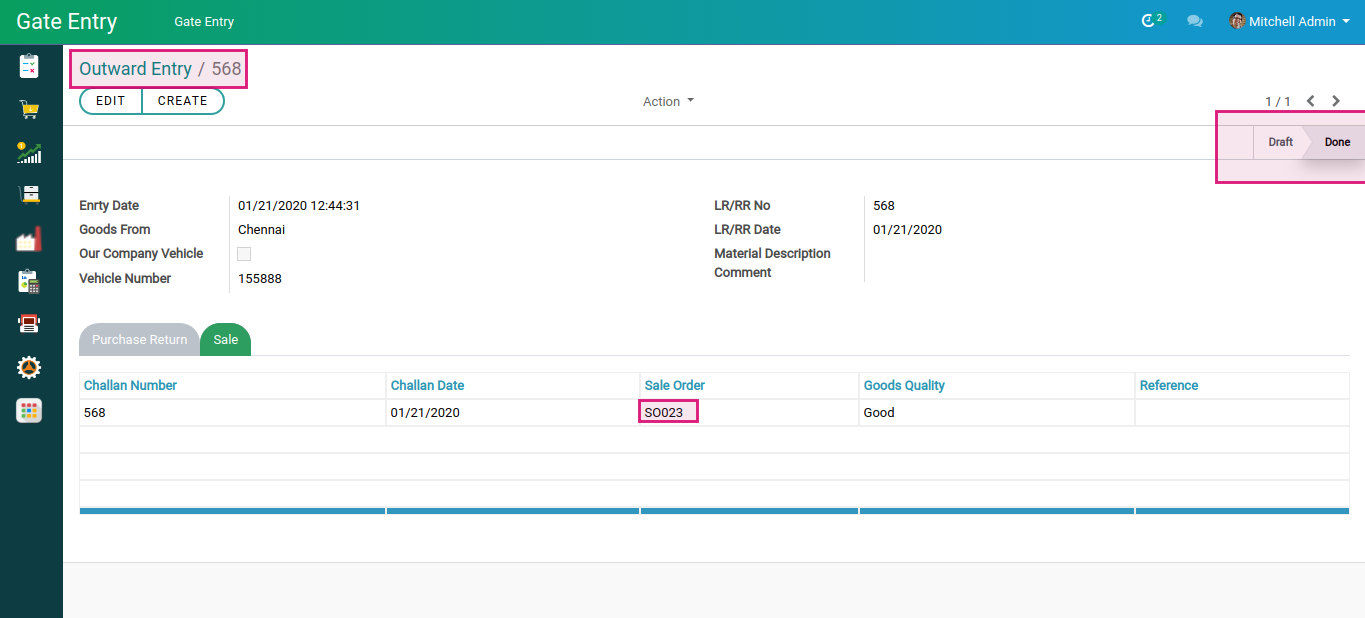 Gate Entry Gate Entry 2 Mitchell Admin
Outward Entry / 568
EDIT CREATE Action 1 / 1
Draft Done
Enrty Date 01/21/2020 12:44:31 LR/RR No 568
Goods From Chennai LR/RR Date 01/21/2020
Our Company Vehicle Material Description
Comment
Vehicle Number 155888
Purchase Return Sale
Challan Number Challan Date Sale Order Goods Quality Reference
568 01/21/2020 SO023 Good